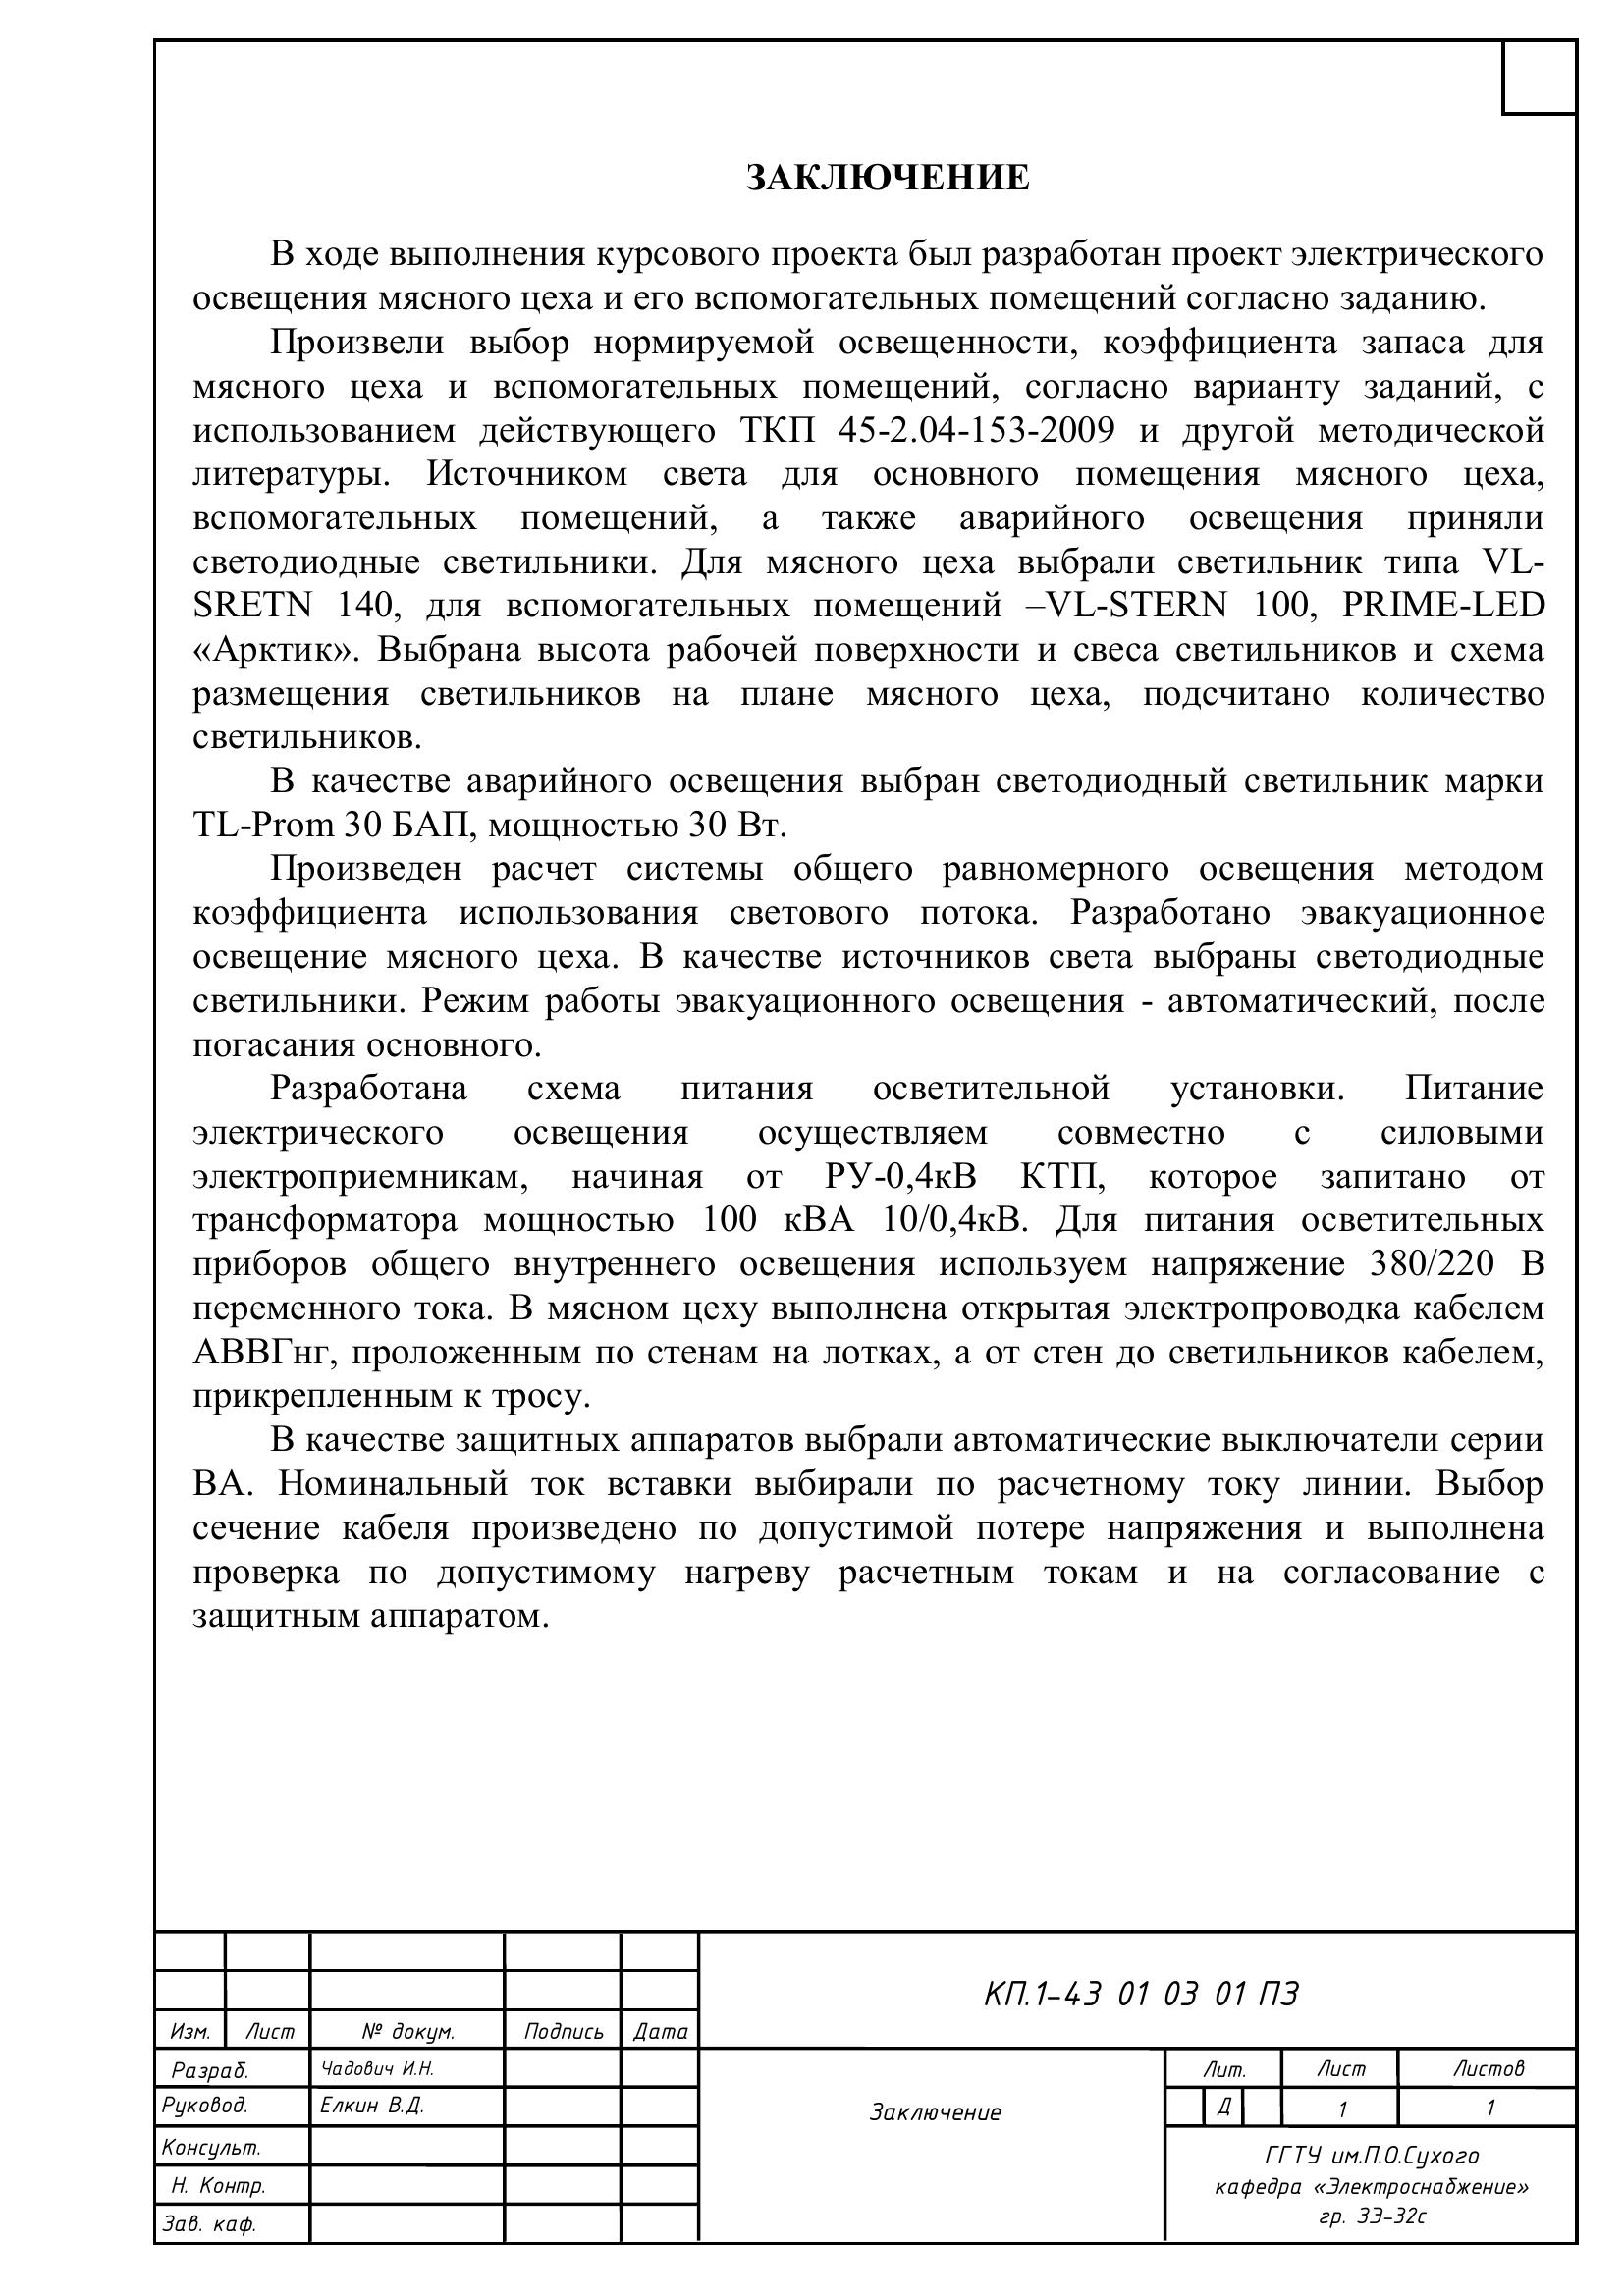 ЗАКЛЮЧЕНИЕ
В ходе выполнения курсового проекта был разработан проект электрического
освещения мясного цеха и его вспомогательных помещений согласно заданию.
Произвели выбор нормируемой освещенности, коэффициента запаса для
мясного цеха и вспомогательных помещений, согласно варианту заданий, с
использованием действующего ТКП 45-2.04-153-2009 и другой методической
литературы. Источником света для основного помещения мясного цеха,
вспомогательных помещений, а также аварийного освещения приняли
светодиодные светильники. Для мясного цеха выбрали светильник типа VL-
SRETN 140, для вспомогательных помещений –VL-STERN 100, PRIME-LED
«Арктик». Выбрана высота рабочей поверхности и свеса светильников и схема
размещения светильников на плане мясного цеха, подсчитано количество
светильников.
В качестве аварийного освещения выбран светодиодный светильник марки
TL-Prom 30 БАП, мощностью 30 Вт.
Произведен расчет системы общего равномерного освещения методом
коэффициента использования светового потока. Разработано эвакуационное
освещение мясного цеха. В качестве источников света выбраны светодиодные
светильники. Режим работы эвакуационного освещения - автоматический, после
погасания основного.
Разработана схема питания осветительной установки. Питание
электрического освещения осуществляем совместно с силовыми
электроприемникам, начиная от РУ-0,4кВ КТП, которое запитано от
трансформатора мощностью 100 кВА 10/0,4кВ. Для питания осветительных
приборов общего внутреннего освещения используем напряжение 380/220 В
переменного тока. В мясном цеху выполнена открытая электропроводка кабелем
АВВГнг, проложенным по стенам на лотках, а от стен до светильников кабелем,
прикрепленным к тросу.
В качестве защитных аппаратов выбрали автоматические выключатели серии
ВА. Номинальный ток вставки выбирали по расчетному току линии. Выбор
сечение кабеля произведено по допустимой потере напряжения и выполнена
проверка по допустимому нагреву расчетным токам и на согласование с
защитным аппаратом.
КП.1-43 01 03 01 ПЗ
Изм. Лист № докум. Подпись Дата
Разраб. Чадович И.Н.
Руковод. Елкин В.Д.
Консульт.
Н. Контр.
Зав. каф.
Заключение
Лит. Лист Листов
Д 1 1
ГГТУ им.П.О.Сухого
кафедра «Электроснабжение»
гр. ЗЭ-32с